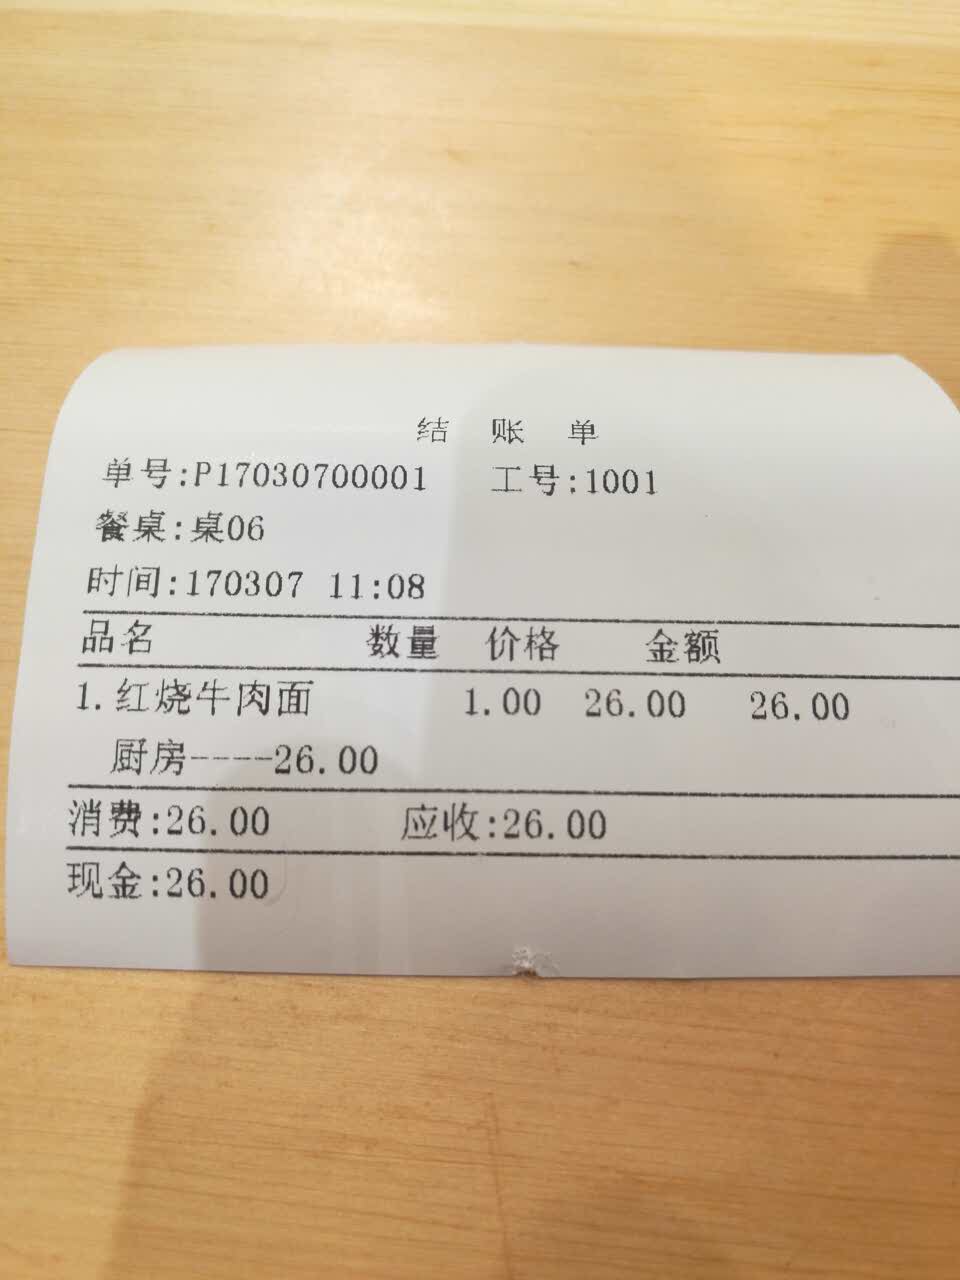 结 账 单
单号:P17030700001 工号:1001
餐桌:桌06
时间:170307 11:08
品名 数量 价格 金额
1.红烧牛肉面 1.00 26.00 26.00
厨房----26.00
消费:26.00 应收:26.00
现金:26.00